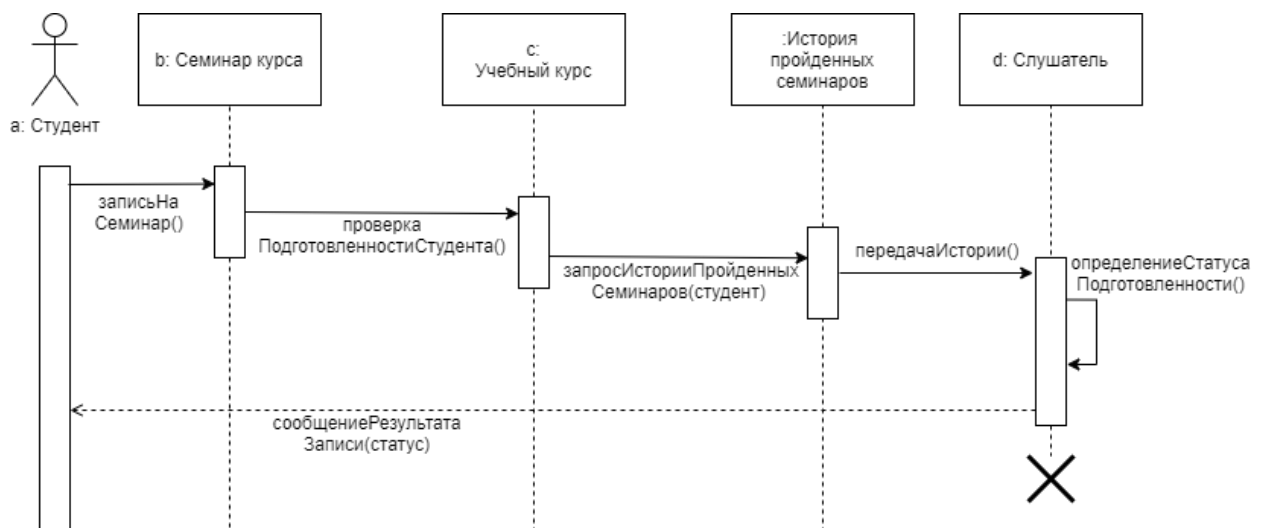 a: Студент
b: Семинар курса
c:
Учебный курс
:История
пройденных
семинаров
d: Слушатель
записьНа
Семинар()
проверка
ПодготовленностиСтудента()
запросИсторииПройденных
Семинаров(студент)
передачаИстории()
определениеСтатуса
Подготовленности()
сообщениеРезультата
Записи(статус)